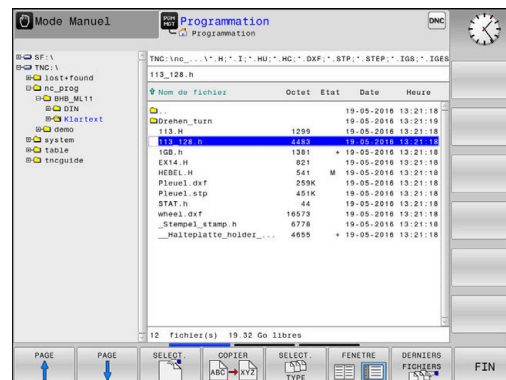 Mode Manuel
PGM
MGT
Programmation
Programmation
DNC
SF:\
TNC:\
lost+found
nc_prog
BHB_ML11
DIN
Klartext
demo
system
table
tncguide
TNC:\nc_...\*.H;*.I;*.HU;*.HC;*.DXF;*.STP;*.STEP;*.IGS;*.IGES
113_128.h
Nom de fichier Octet Etat Date Heure
.. 19-05-2016 13:21:18
Drehen_turn 19-05-2016 13:21:19
113.H 1299 19-05-2016 13:21:18
113_128.h 4483 19-05-2016 13:21:18
1GB.h 1381 + 19-05-2016 13:21:18
EX14.H 821 19-05-2016 13:21:18
HEBEL.H 541 M 19-05-2016 13:21:18
Pleuel.dxf 259K 19-05-2016 13:21:18
Pleuel.stp 451K 19-05-2016 13:21:18
STAT.h 44 19-05-2016 13:21:18
wheel.dxf 16573 19-05-2016 13:21:18
_Stempel_stamp.h 6778 19-05-2016 13:21:18
__Halteplatte_holder_... 4655 + 19-05-2016 13:21:18
12 fichier(s) 19.32 Go libres
PAGE
PAGE
SELECT.
COPIER
ABC → XYZ
SELECT.
TYPE
FENETRE
DERNIERS
FICHIERS
FIN